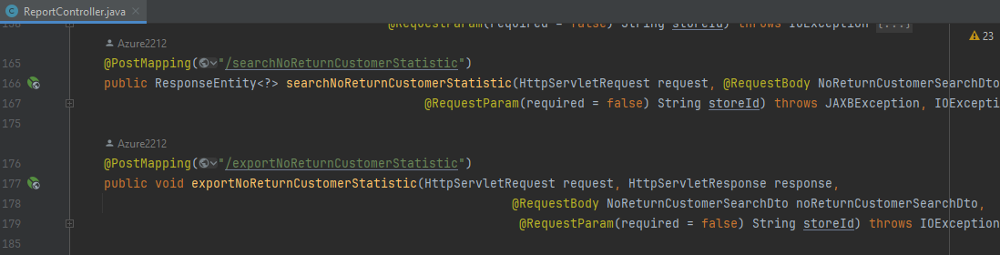 ReportController.java
@RequestParam(required = false) String storeId) throws IOException {...}
23
Azure2212
165 @PostMapping("/searchNoReturnCustomerStatistic")
166 public ResponseEntity<?> searchNoReturnCustomerStatistic(HttpServletRequest request, @RequestBody NoReturnCustomerSearchDto
167 @RequestParam(required = false) String storeId) throws JAXBException, IOExcepti
175
Azure2212
176 @PostMapping("/exportNoReturnCustomerStatistic")
177 public void exportNoReturnCustomerStatistic(HttpServletRequest request, HttpServletResponse response,
178 @RequestBody NoReturnCustomerSearchDto noReturnCustomerSearchDto,
179 @RequestParam(required = false) String storeId) throws IOException
185